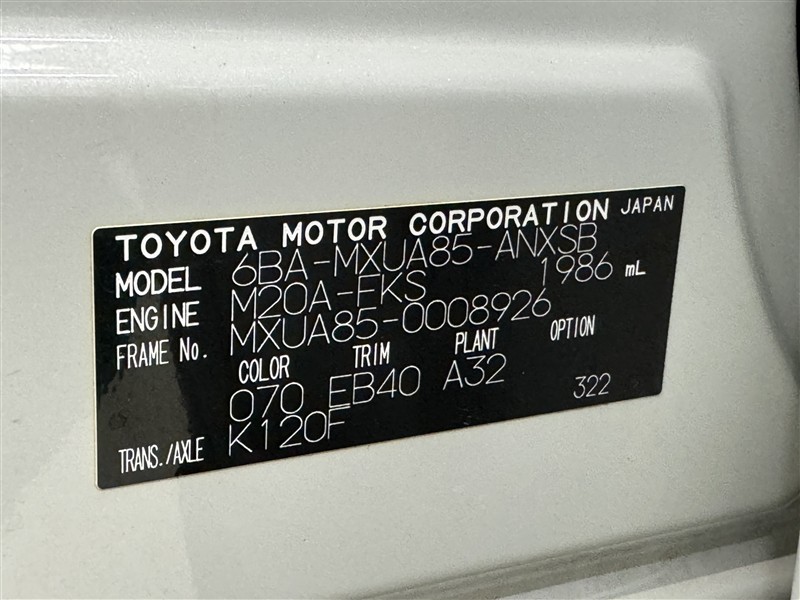 TOYOTA MOTOR CORPORATION JAPAN
MODEL 6BA-MXUA85-ANXSB
ENGINE M20A-FKS 1986 mL
FRAME No. MXUA85-0008926
COLOR TRIM PLANT OPTION
070 EB40 A32 322
TRANS./AXLE K120F